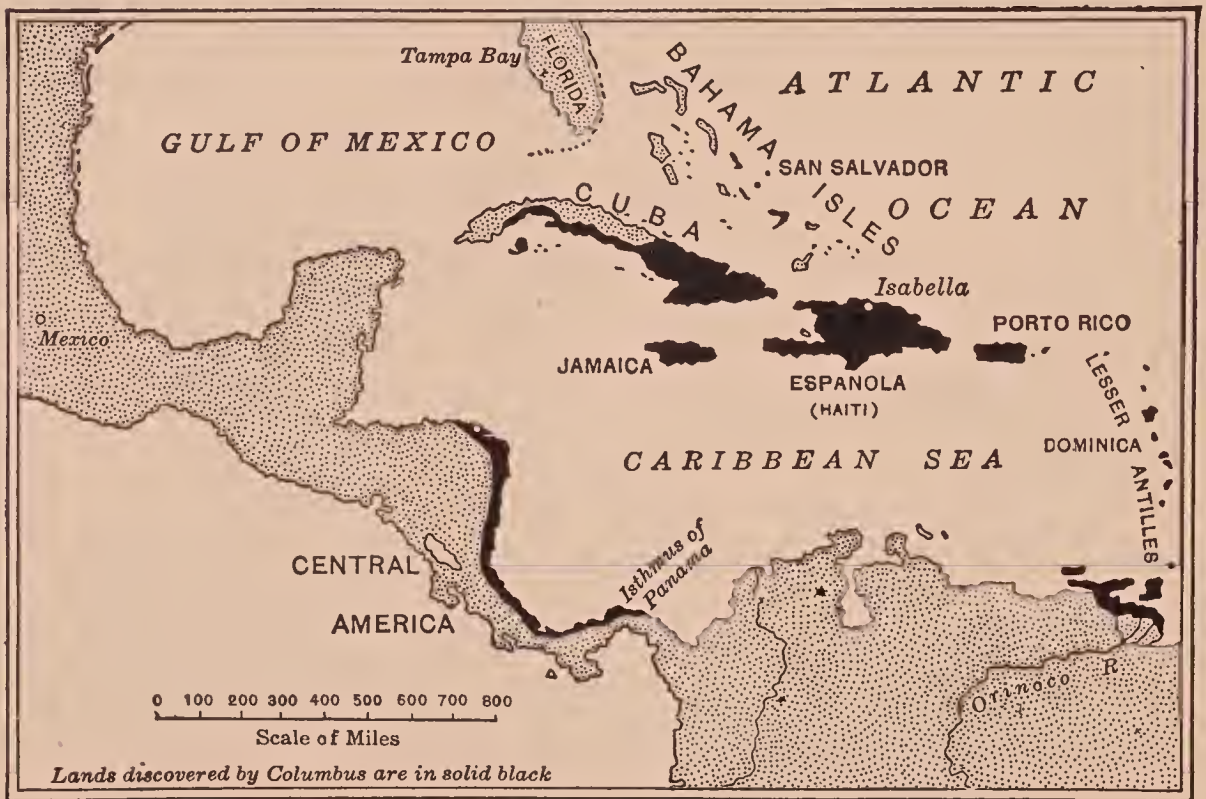 Tampa Bay
FLORIDA
BAHAMA
ISLES
ATLANTIC
OCEAN
GULF OF MEXICO
SAN SALVADOR
CUBA
Isabella
Mexico
PORTO RICO
JAMAICA
ESPANOLA
(HAITI)
LESSER
ANTILLES
DOMINICA
CARIBBEAN SEA
Isthmus of
Panama
CENTRAL
AMERICA
Orinoco R
0 100 200 300 400 500 600 700 800
Scale of Miles
Lands discovered by Columbus are in solid black